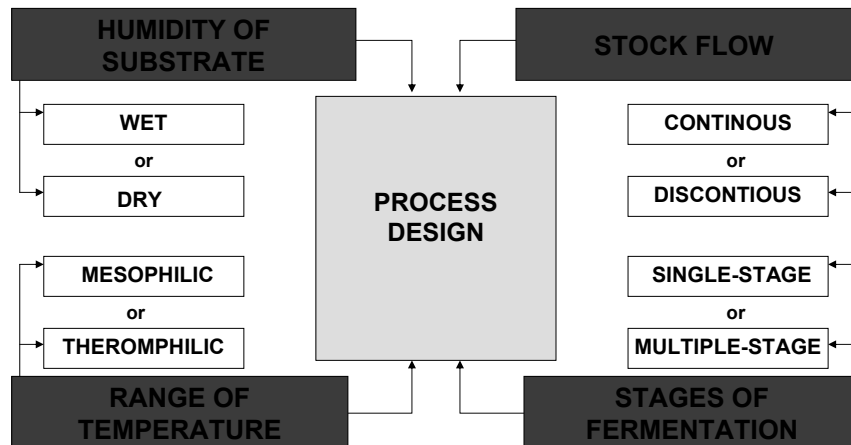 HUMIDITY OF
SUBSTRATE
STOCK FLOW
WET
or
DRY
CONTINOUS
or
DISCONTIOUS
PROCESS
DESIGN
MESOPHILIC
or
THEROMPHILIC
SINGLE-STAGE
or
MULTIPLE-STAGE
RANGE OF
TEMPERATURE
STAGES OF
FERMENTATION